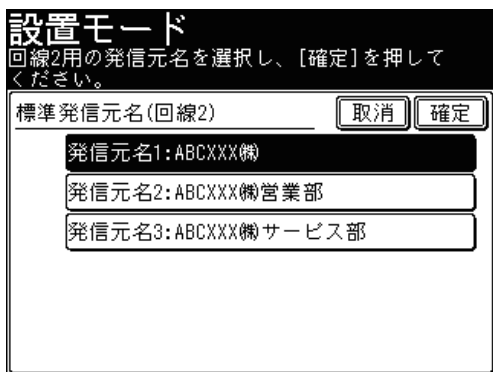 設置モード
回線2用の発信元名を選択し、[確定]を押して
ください。
標準発信元名(回線2)
取消
確定
発信元名1:ABCXXX㈱
発信元名2:ABCXXX㈱営業部
発信元名3:ABCXXX㈱サービス部